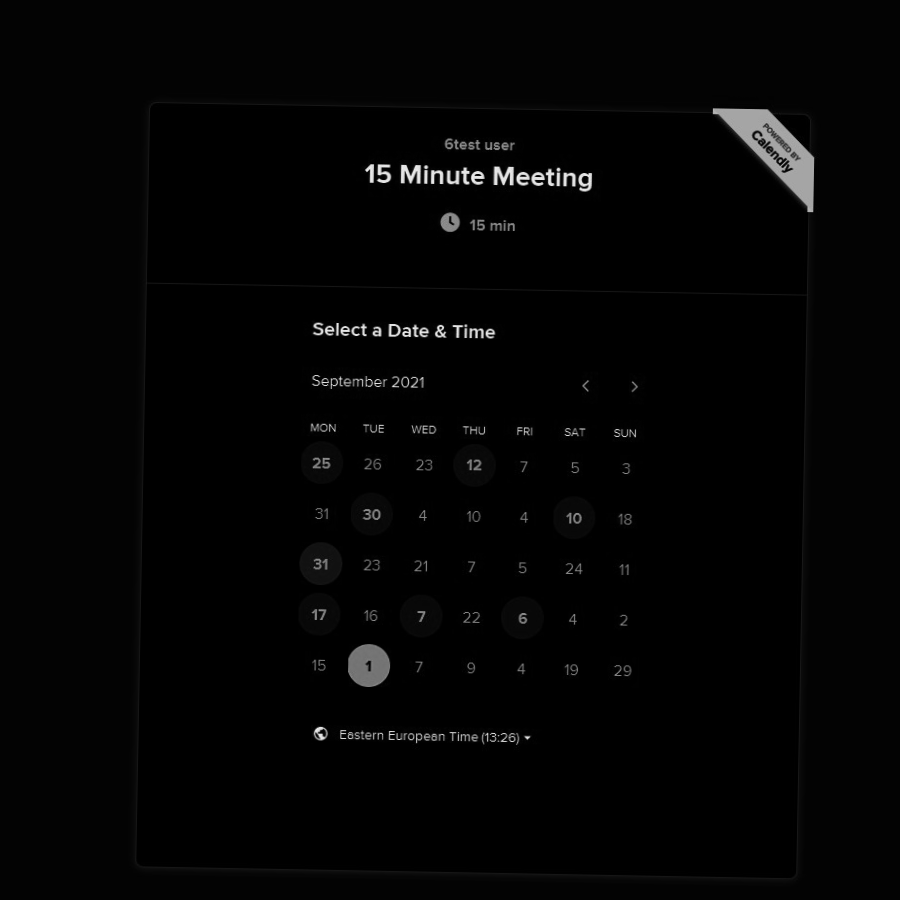 POWERED BY
Calendly
6test user
15 Minute Meeting
15 min
Select a Date & Time
September 2021
MON TUE WED THU FRI SAT SUN
25 26 23 12 7 5 3
31 30 4 10 4 10 18
31 23 21 7 5 24 11
17 16 7 22 6 4 2
15 1 7 9 4 19 29
Eastern European Time (13:26)